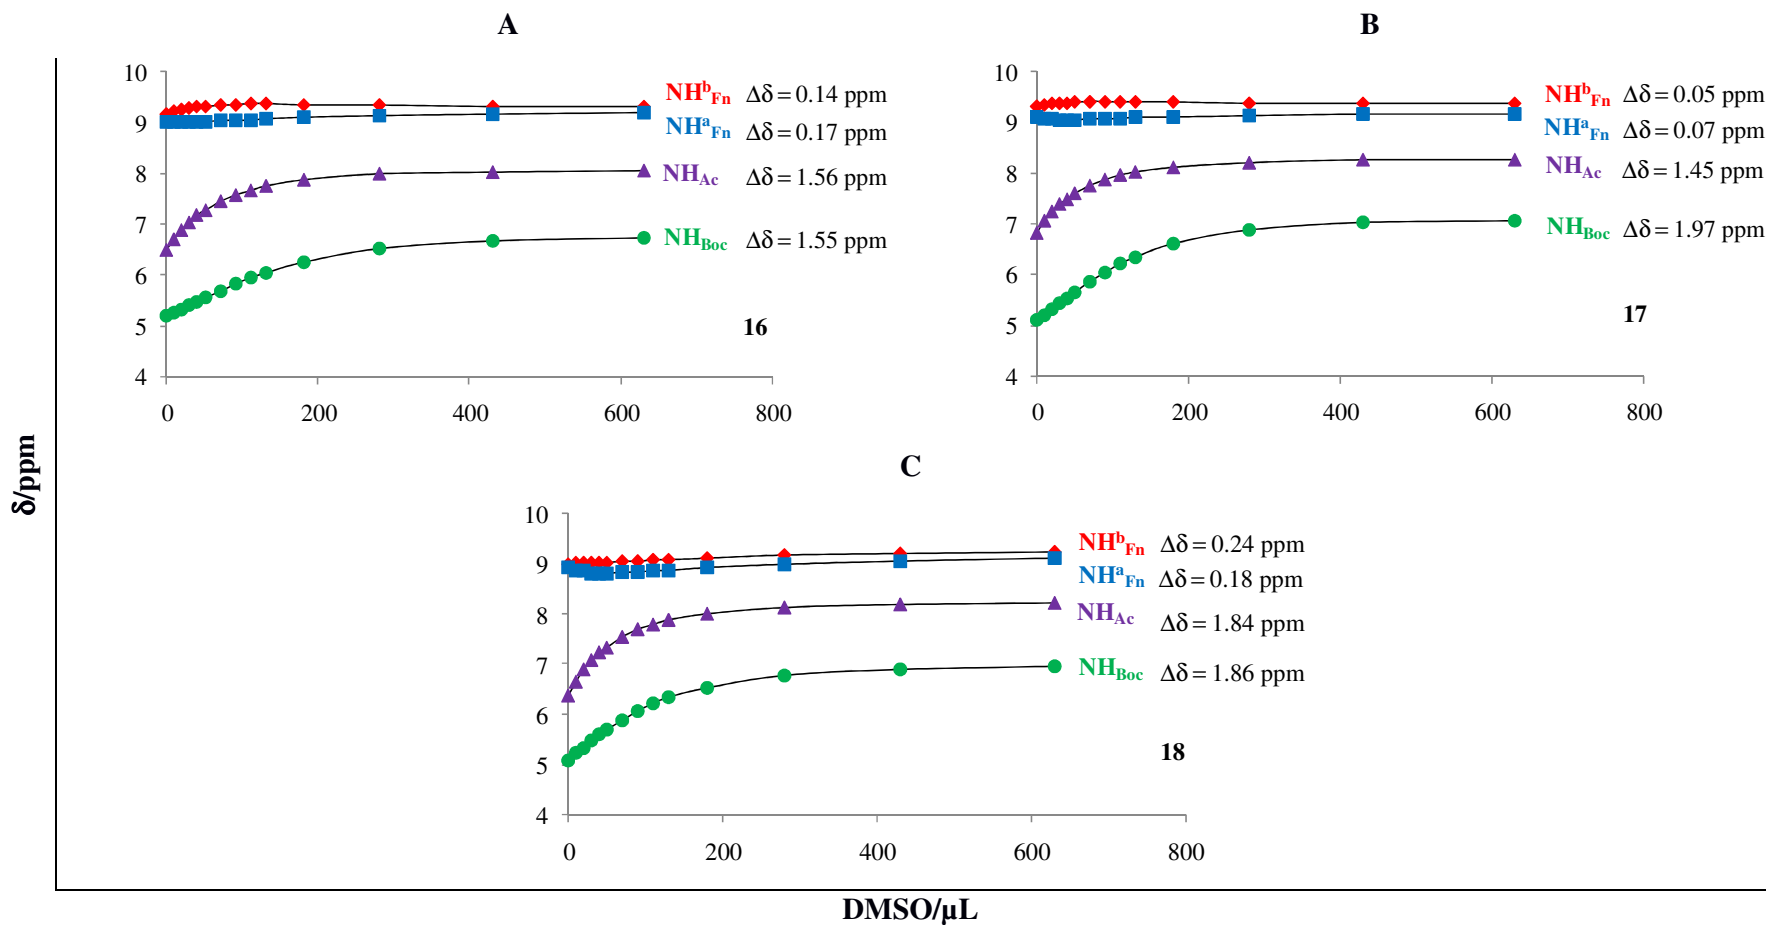 A
10
9
8
7
6
5
4
0 200 400 600 800
NHᵇFn Δδ = 0.14 ppm
NHᵃFn Δδ = 0.17 ppm
NHAc Δδ = 1.56 ppm
NHBoc Δδ = 1.55 ppm
16
B
10
9
8
7
6
5
4
0 200 400 600 800
NHᵇFn Δδ = 0.05 ppm
NHᵃFn Δδ = 0.07 ppm
NHAc Δδ = 1.45 ppm
NHBoc Δδ = 1.97 ppm
17
C
10
9
8
7
6
5
4
0 200 400 600 800
NHᵇFn Δδ = 0.24 ppm
NHᵃFn Δδ = 0.18 ppm
NHAc Δδ = 1.84 ppm
NHBoc Δδ = 1.86 ppm
18
δ/ppm
DMSO/µL